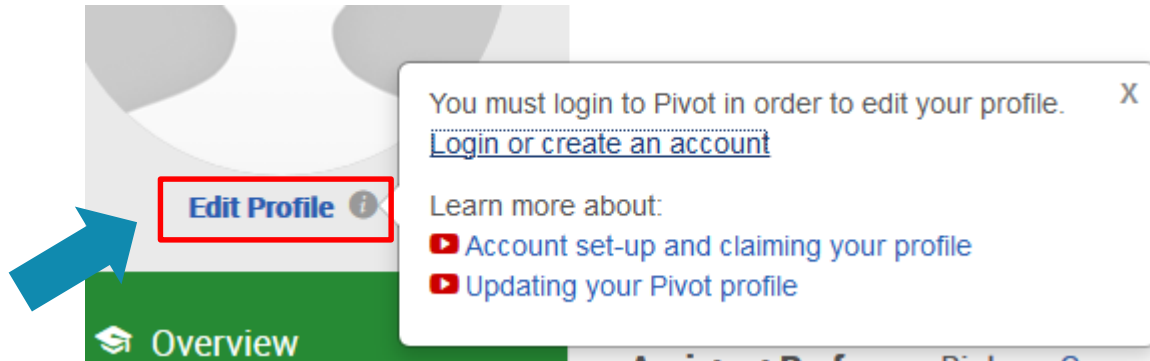 You must login to Pivot in order to edit your profile. X
Login or create an account
Edit Profile
Learn more about:
Account set-up and claiming your profile
Updating your Pivot profile
Overview